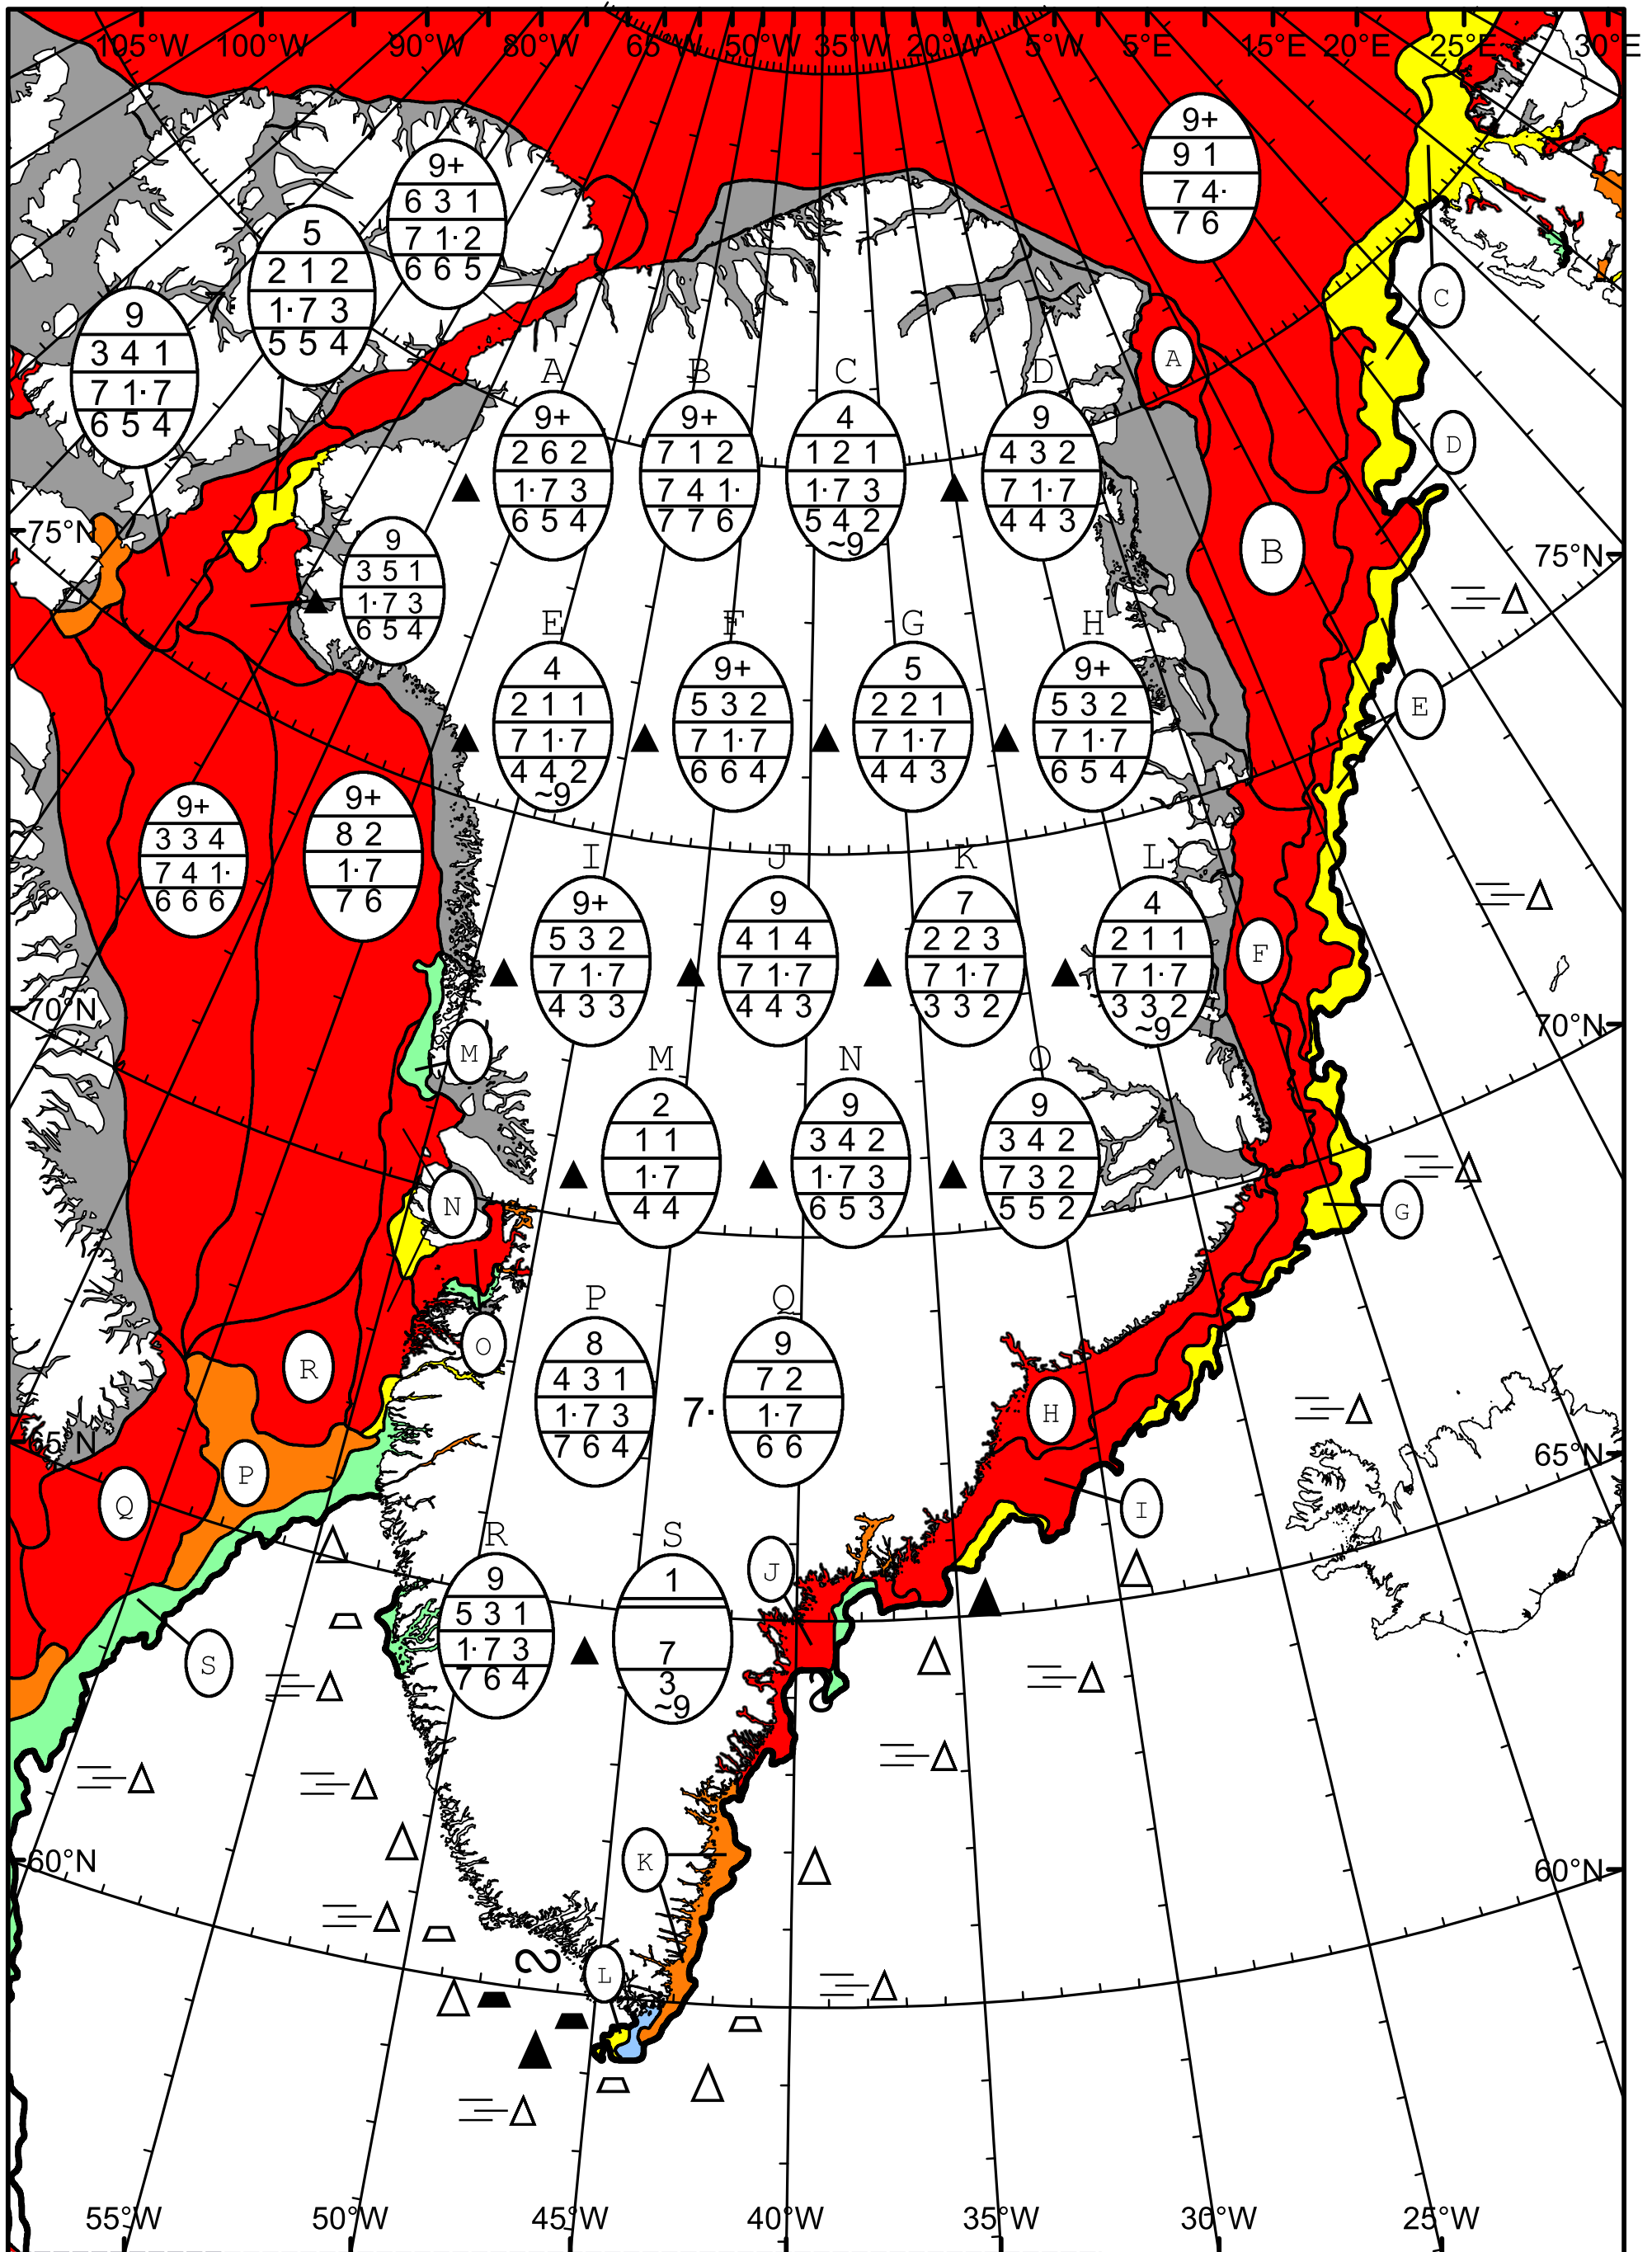 105°W 100°W 90°W 80°W 65°W 50°W 35°W 20°W 5°W 5°E 15°E 20°E 25°E 30°E
9+
9 1
7 4·
7 6
9+
6 3 1
7 1·2
6 6 5
5
2 1 2
1·7 3
5 5 4
9
3 4 1
7 1·7
6 5 4
C
A
A B C D
9+ 9+ 4 9
2 6 2 7 1 2 1 2 1 4 3 2
1·7 3 7 4 1· 1·7 3 7 1·7
6 5 4 7 7 6 5 4 2 4 4 3
~9
D
75°N
B
75°N
9
3 5 1
1·7 3
6 5 4
E F G H
4 9+ 5 9+
2 1 1 5 3 2 2 2 1 5 3 2
7 1·7 7 1·7 7 1·7 7 1·7
4 4 2 6 6 4 4 4 3 6 5 4
~9
E
9+ 9+
3 3 4 8 2
7 4 1· 1·7
6 6 6 7 6
I J K L
9+ 9 7 4
5 3 2 4 1 4 2 2 3 2 1 1
7 1·7 7 1·7 7 1·7 7 1·7
4 3 3 4 4 3 3 3 2 3 3 2
~9
F
70°N
70°N
M
M N O
2 9 9
1 1 3 4 2 3 4 2
1·7 1·7 3 7 3 2
4 4 6 5 3 5 5 2
N
G
P Q
8 9
4 3 1 7 2
1·7 3 7· 1·7
7 6 4 6 6
O
R
H
65°N
65°N
P
Q
I
R S
9 1
5 3 1
1·7 3 7
7 6 4 3
~9
J
S
60°N
K
60°N
L
55°W 50°W 45°W 40°W 35°W 30°W 25°W